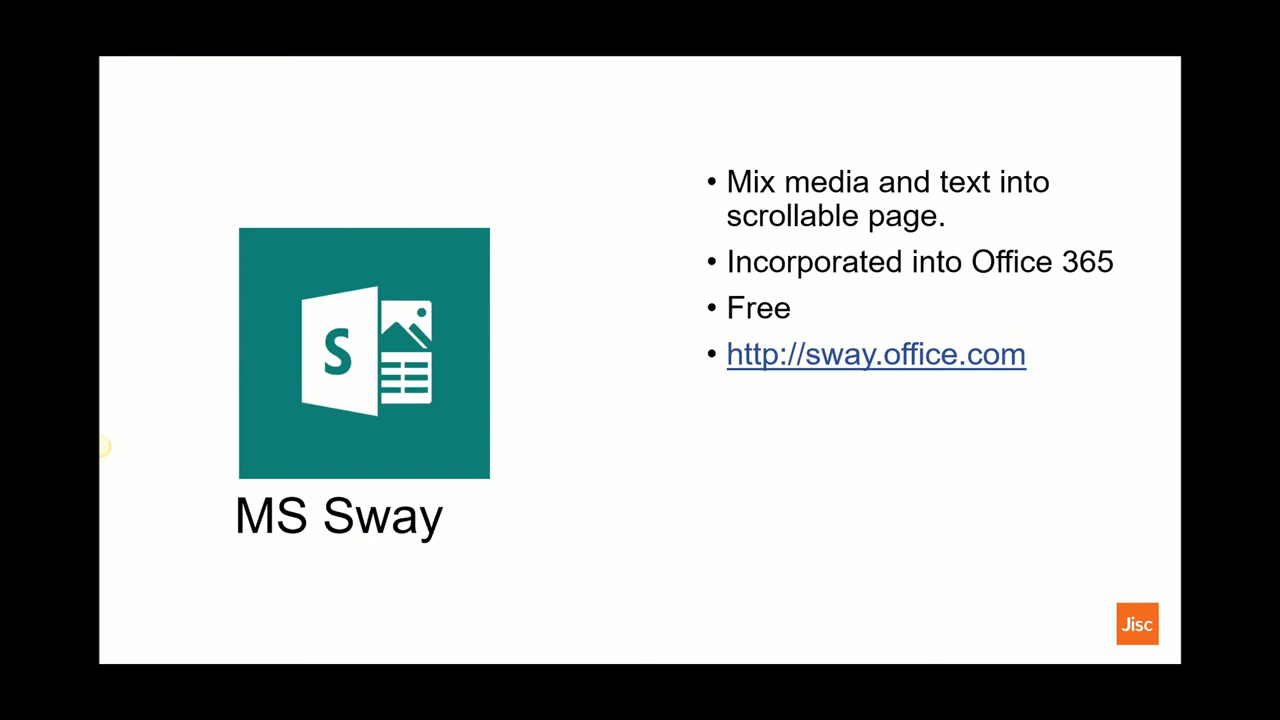 • Mix media and text into
scrollable page.
• Incorporated into Office 365
• Free
• http://sway.office.com
S
MS Sway
Jisc